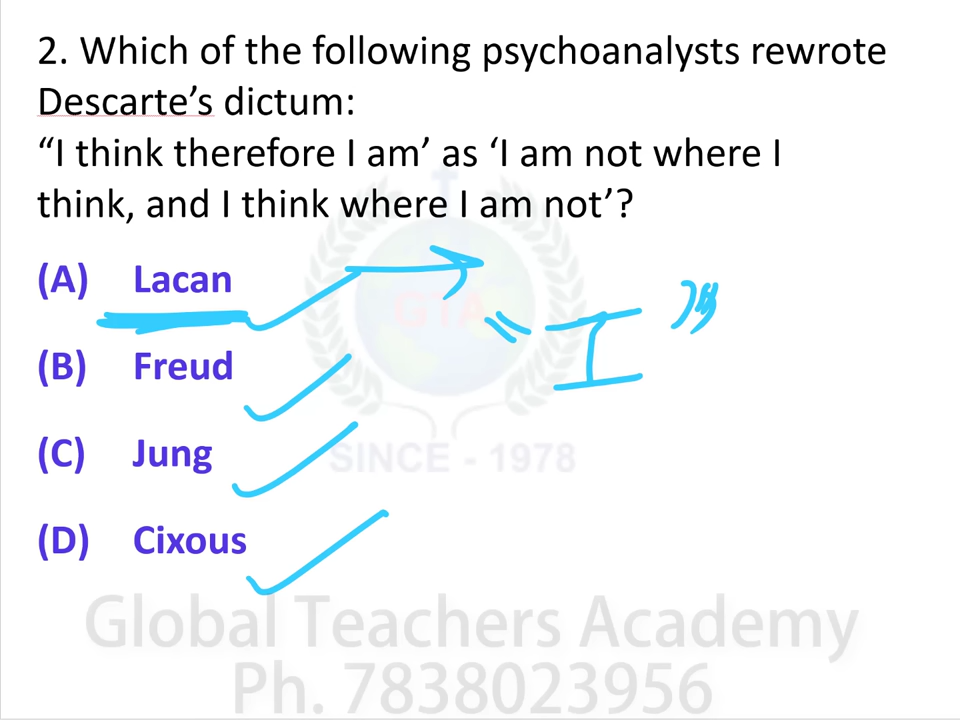 2. Which of the following psychoanalysts rewrote
Descarte’s dictum:
“I think therefore I am’ as ‘I am not where I
think, and I think where I am not’?
(A) Lacan
(B) Freud
(C) Jung
(D) Cixous
GTA
"I"
SINCE - 1978
Global Teachers Academy
Ph. 7838023956